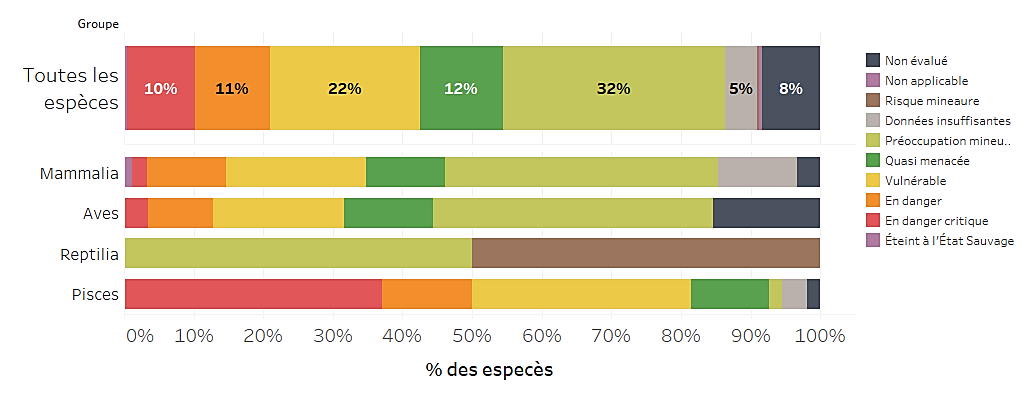 Groupe
Toutes les
espèces
10%
11%
22%
12%
32%
5%
8%
Mammalia
Aves
Reptilia
Pisces
0%
10%
20%
30%
40%
50%
60%
70%
80%
90%
100%
% des especès
Non évalué
Non applicable
Risque mineaure
Données insuffisantes
Préoccupation mineu..
Quasi menacée
Vulnérable
En danger
En danger critique
Éteint à l'État Sauvage